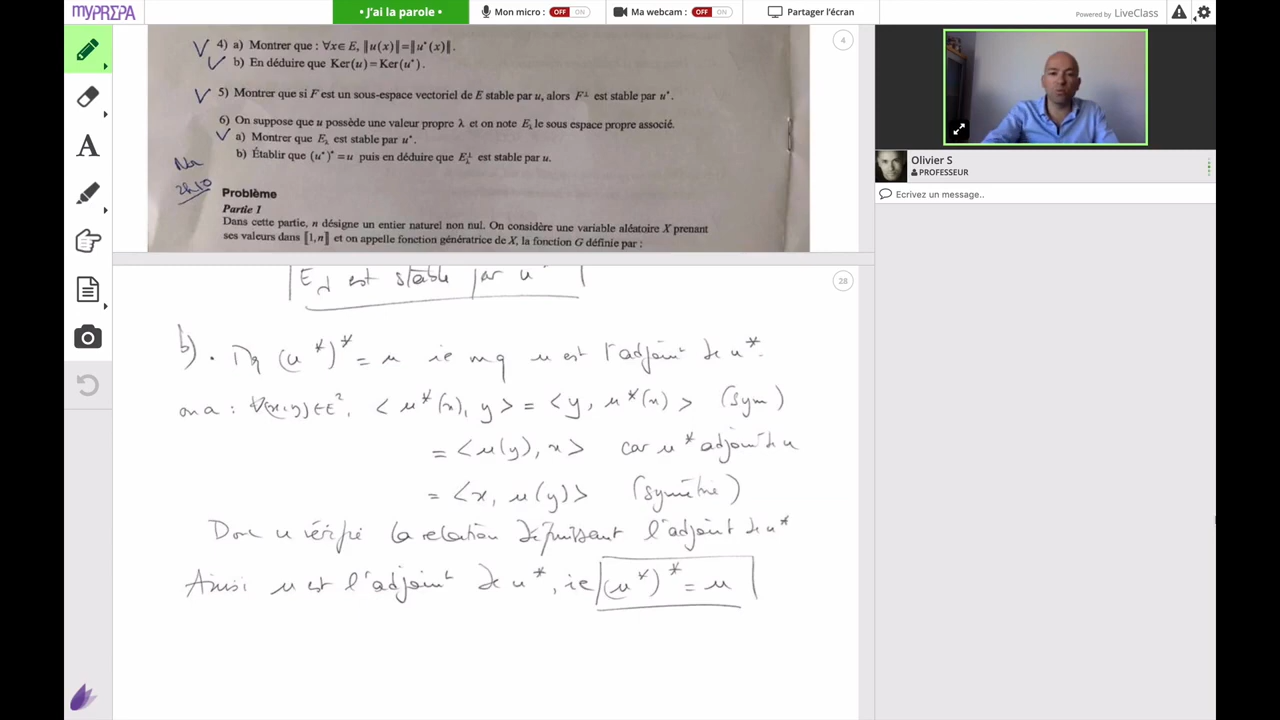 MYPREPA
J'ai la parole
Mon micro : OFF ON
Ma webcam : OFF ON
Partager l'écran
Powered by LiveClass
4) a) Montrer que : ∀x∈ E, ‖u(x)‖=‖u*(x)‖.
b) En déduire que Ker(u)=Ker(u*).
5) Montrer que si F est un sous-espace vectoriel de E stable par u, alors F⊥ est stable par u*.
6) On suppose que u possède une valeur propre λ et on note Eλ le sous espace propre associé.
a) Montrer que Eλ est stable par u*.
b) Établir que (u*)* = u puis en déduire que Eλ⊥ est stable par u.
2h10
Problème
Partie 1
Dans cette partie, n désigne un entier naturel non nul. On considère une variable aléatoire X prenant
ses valeurs dans ⟦1,n⟧ et on appelle fonction génératrice de X, la fonction G définie par :
4
Eλ est stable par u*
28
b). Mq (u*)* = u ie mq u est l'adjoint de u*.
on a : ∀(x,y)∈E², < u*(x), y > = < y, u*(x) > (sym)
= < u(y), x > car u* adjoint de u
= < x, u(y) > (symétrie)
Donc u vérifie la relation définissant l'adjoint de u*
Ainsi u est l'adjoint de u*, ie (u*)* = u
Olivier S
PROFESSEUR
Ecrivez un message..